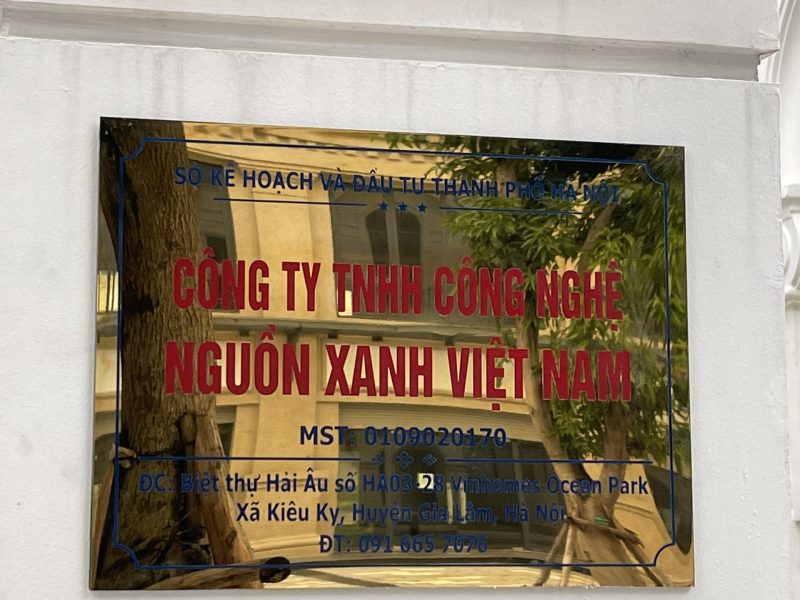 SỞ KẾ HOẠCH VÀ ĐẦU TƯ THÀNH PHỐ HÀ NỘI
CÔNG TY TNHH CÔNG NGHỆ
NGUỒN XANH VIỆT NAM
MST: 0109020170
ĐC: Biệt thự Hải Âu số HA03-28 Vinhomes Ocean Park
Xã Kiêu Kỵ, Huyện Gia Lâm, Hà Nội
ĐT: 091 665 7076